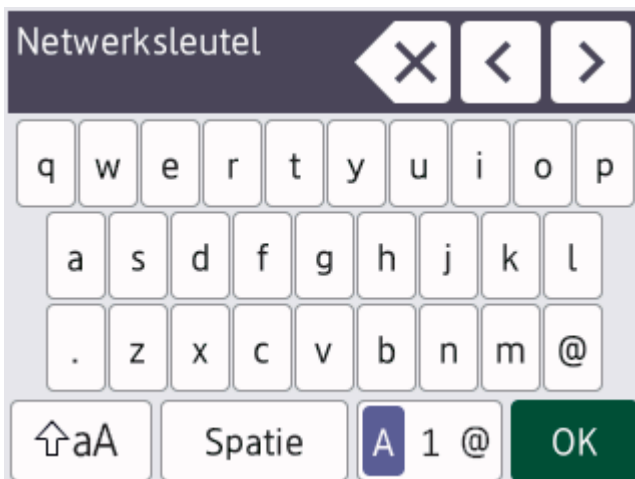 Netwerksleutel
q w e r t y u i o p
a s d f g h j k l
. z x c v b n m @
aA Spatie A 1 @ OK